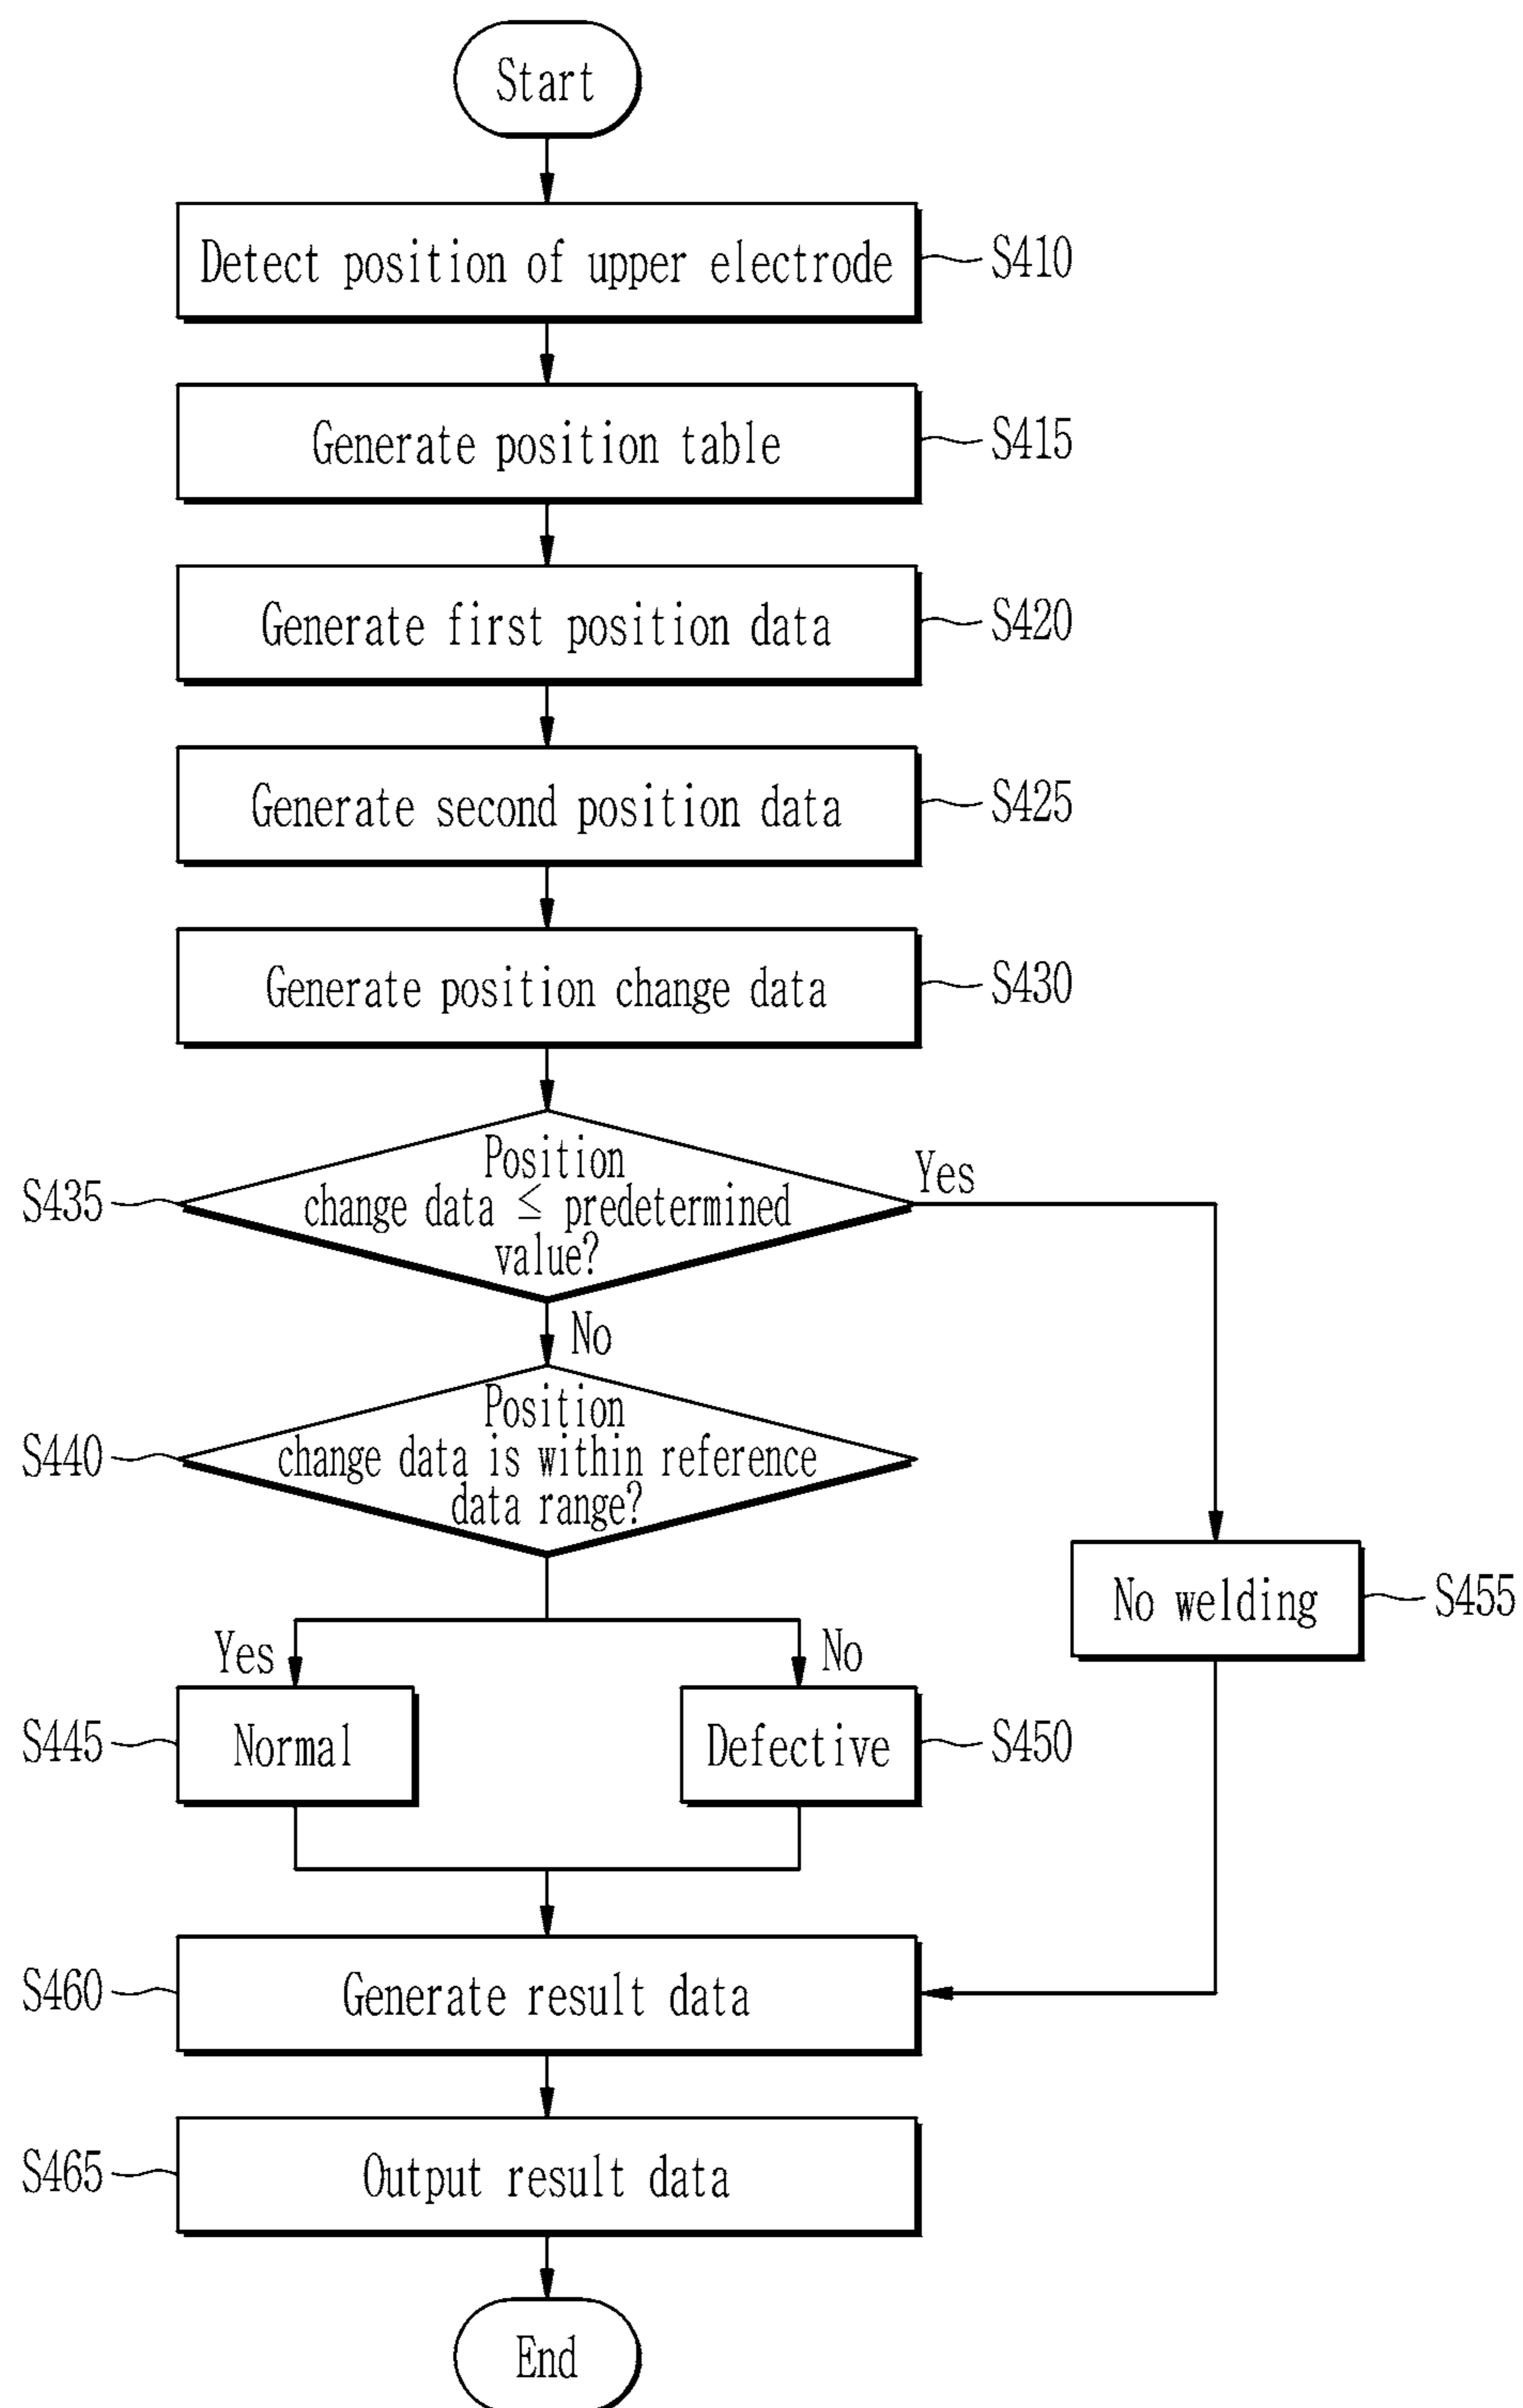 Start
Detect position of upper electrode
S410
Generate position table
S415
Generate first position data
S420
Generate second position data
S425
Generate position change data
S430
S435
Position
change data ≤ predetermined
value?
Yes
No
S440
Position
change data is within reference
data range?
No welding
S455
Yes
No
S445
Normal
Defective
S450
S460
Generate result data
S465
Output result data
End